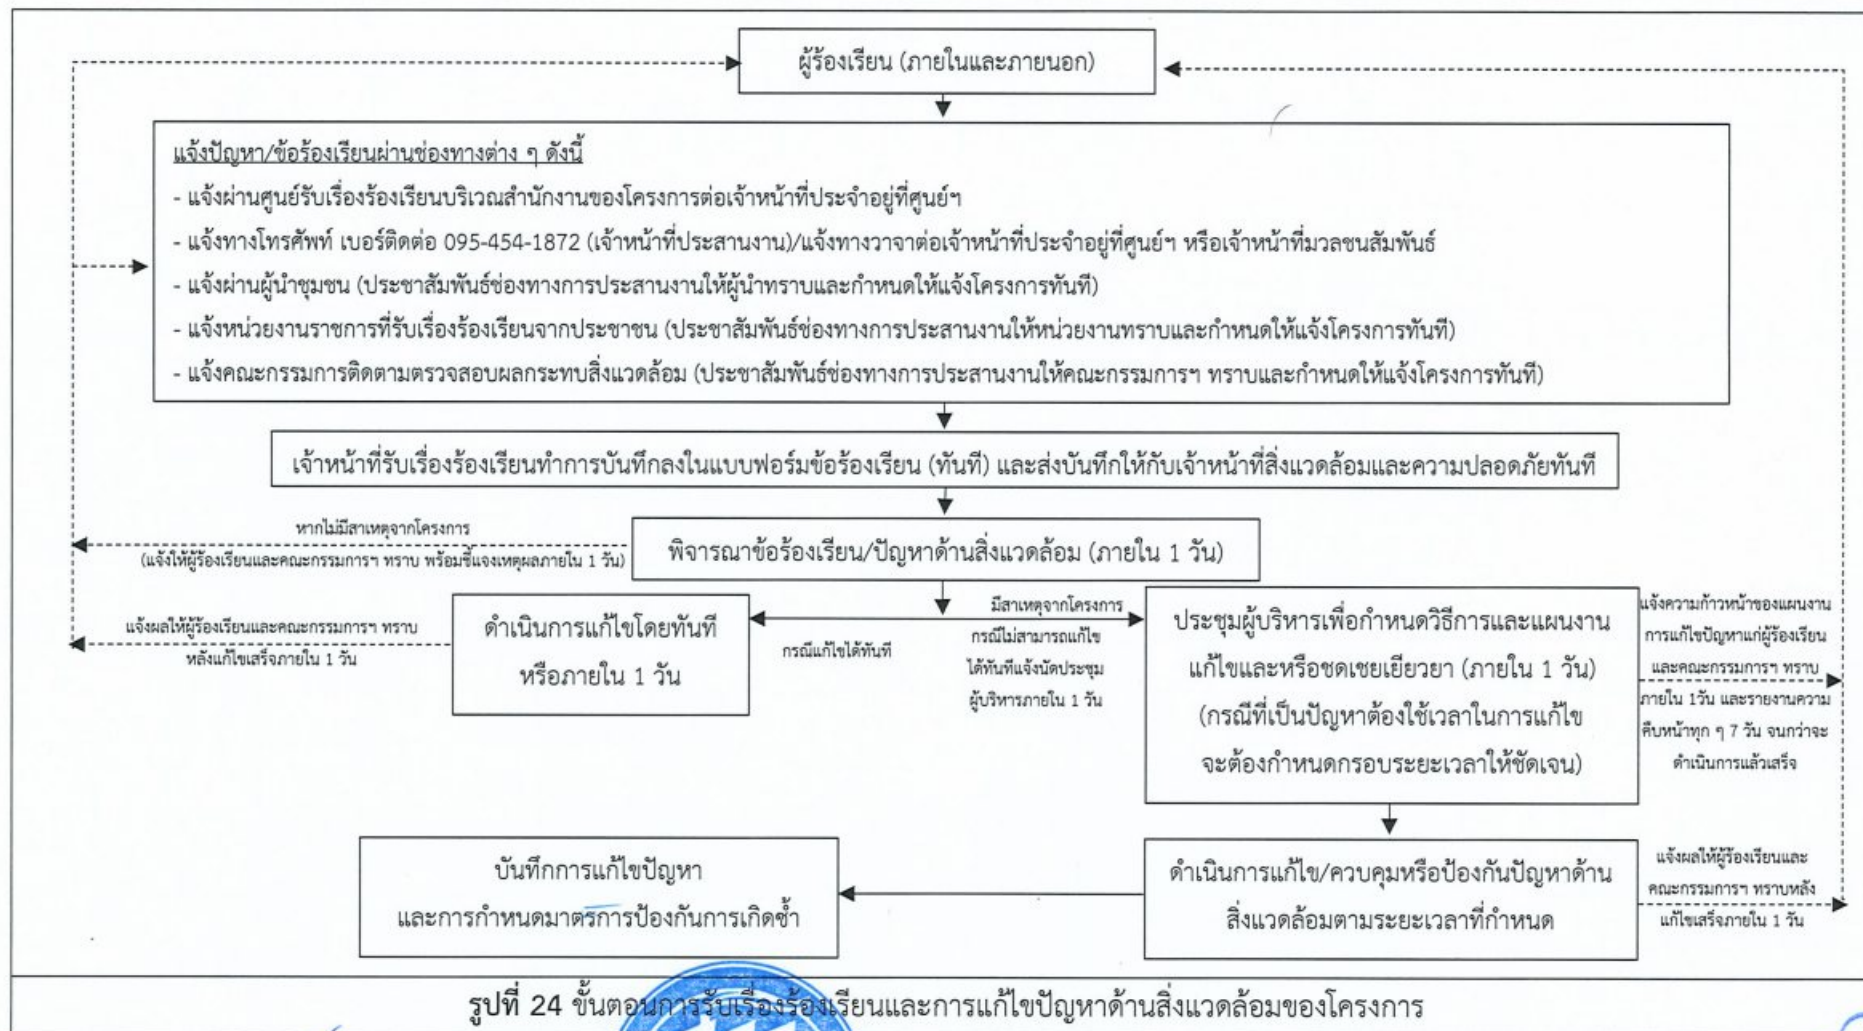 ผู้ร้องเรียน (ภายในและภายนอก)
แจ้งปัญหา/ข้อร้องเรียนผ่านช่องทางต่าง ๆ ดังนี้
- แจ้งผ่านศูนย์รับเรื่องร้องเรียนบริเวณสำนักงานของโครงการต่อเจ้าหน้าที่ประจำอยู่ที่ศูนย์ฯ
- แจ้งทางโทรศัพท์ เบอร์ติดต่อ 095-454-1872 (เจ้าหน้าที่ประสานงาน)/แจ้งทางวาจาต่อเจ้าหน้าที่ประจำอยู่ที่ศูนย์ฯ หรือเจ้าหน้าที่มวลชนสัมพันธ์
- แจ้งผ่านผู้นำชุมชน (ประชาสัมพันธ์ช่องทางการประสานงานให้ผู้นำทราบและกำหนดให้แจ้งโครงการทันที)
- แจ้งหน่วยงานราชการที่รับเรื่องร้องเรียนจากประชาชน (ประชาสัมพันธ์ช่องทางการประสานงานให้หน่วยงานทราบและกำหนดให้แจ้งโครงการทันที)
- แจ้งคณะกรรมการติดตามตรวจสอบผลกระทบสิ่งแวดล้อม (ประชาสัมพันธ์ช่องทางการประสานงานให้คณะกรรมการฯ ทราบและกำหนดให้แจ้งโครงการทันที)
เจ้าหน้าที่รับเรื่องร้องเรียนทำการบันทึกลงในแบบฟอร์มข้อร้องเรียน (ทันที) และส่งบันทึกให้กับเจ้าหน้าที่สิ่งแวดล้อมและความปลอดภัยทันที
หากไม่มีสาเหตุจากโครงการ
(แจ้งให้ผู้ร้องเรียนและคณะกรรมการฯ ทราบ พร้อมชี้แจงเหตุผลภายใน 1 วัน)
พิจารณาข้อร้องเรียน/ปัญหาด้านสิ่งแวดล้อม (ภายใน 1 วัน)
แจ้งผลให้ผู้ร้องเรียนและคณะกรรมการฯ ทราบ
หลังแก้ไขเสร็จภายใน 1 วัน
ดำเนินการแก้ไขโดยทันที
หรือภายใน 1 วัน
กรณีแก้ไขได้ทันที
มีสาเหตุจากโครงการ
กรณีไม่สามารถแก้ไข
ได้ทันทีแจ้งนัดประชุม
ผู้บริหารภายใน 1 วัน
ประชุมผู้บริหารเพื่อกำหนดวิธีการและแผนงาน
แก้ไขและหรือชดเชยเยียวยา (ภายใน 1 วัน)
(กรณีที่เป็นปัญหาต้องใช้เวลาในการแก้ไข
จะต้องกำหนดกรอบระยะเวลาให้ชัดเจน)
แจ้งความก้าวหน้าของแผนงาน
การแก้ไขปัญหาแก่ผู้ร้องเรียน
และคณะกรรมการฯ ทราบ
ภายใน 1วัน และรายงานความ
คืบหน้าทุก ๆ 7 วัน จนกว่าจะ
ดำเนินการแล้วเสร็จ
บันทึกการแก้ไขปัญหา
และการกำหนดมาตรการป้องกันการเกิดซ้ำ
ดำเนินการแก้ไข/ควบคุมหรือป้องกันปัญหาด้าน
สิ่งแวดล้อมตามระยะเวลาที่กำหนด
แจ้งผลให้ผู้ร้องเรียนและ
คณะกรรมการฯ ทราบหลัง
แก้ไขเสร็จภายใน 1 วัน
รูปที่ 24 ขั้นตอนการรับเรื่องร้องเรียนและการแก้ไขปัญหาด้านสิ่งแวดล้อมของโครงการ